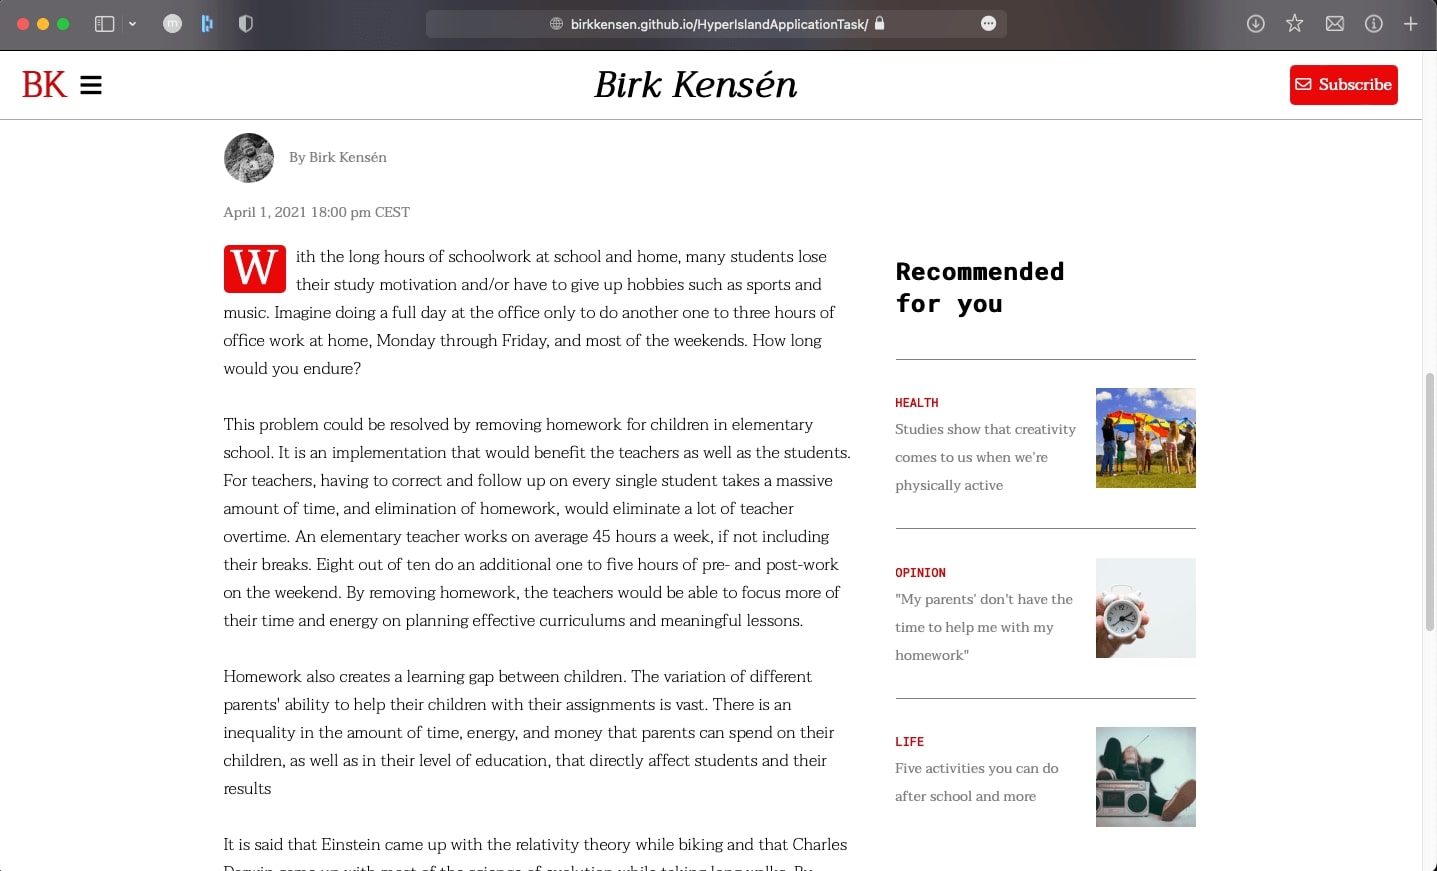 birkkensen.github.io/HyperIslandApplicationTask/
BK
Birk Kensén
Subscribe
By Birk Kensén
April 1, 2021 18:00 pm CEST
With the long hours of schoolwork at school and home, many students lose
their study motivation and/or have to give up hobbies such as sports and
music. Imagine doing a full day at the office only to do another one to three hours of
office work at home, Monday through Friday, and most of the weekends. How long
would you endure?
This problem could be resolved by removing homework for children in elementary
school. It is an implementation that would benefit the teachers as well as the students.
For teachers, having to correct and follow up on every single student takes a massive
amount of time, and elimination of homework, would eliminate a lot of teacher
overtime. An elementary teacher works on average 45 hours a week, if not including
their breaks. Eight out of ten do an additional one to five hours of pre- and post-work
on the weekend. By removing homework, the teachers would be able to focus more of
their time and energy on planning effective curriculums and meaningful lessons.
Homework also creates a learning gap between children. The variation of different
parents' ability to help their children with their assignments is vast. There is an
inequality in the amount of time, energy, and money that parents can spend on their
children, as well as in their level of education, that directly affect students and their
results
It is said that Einstein came up with the relativity theory while biking and that Charles
Darwin came up with most of the science of evolution while taking long walks. By
Recommended
for you
HEALTH
Studies show that creativity
comes to us when we're
physically active
OPINION
"My parents' don't have the
time to help me with my
homework"
LIFE
Five activities you can do
after school and more